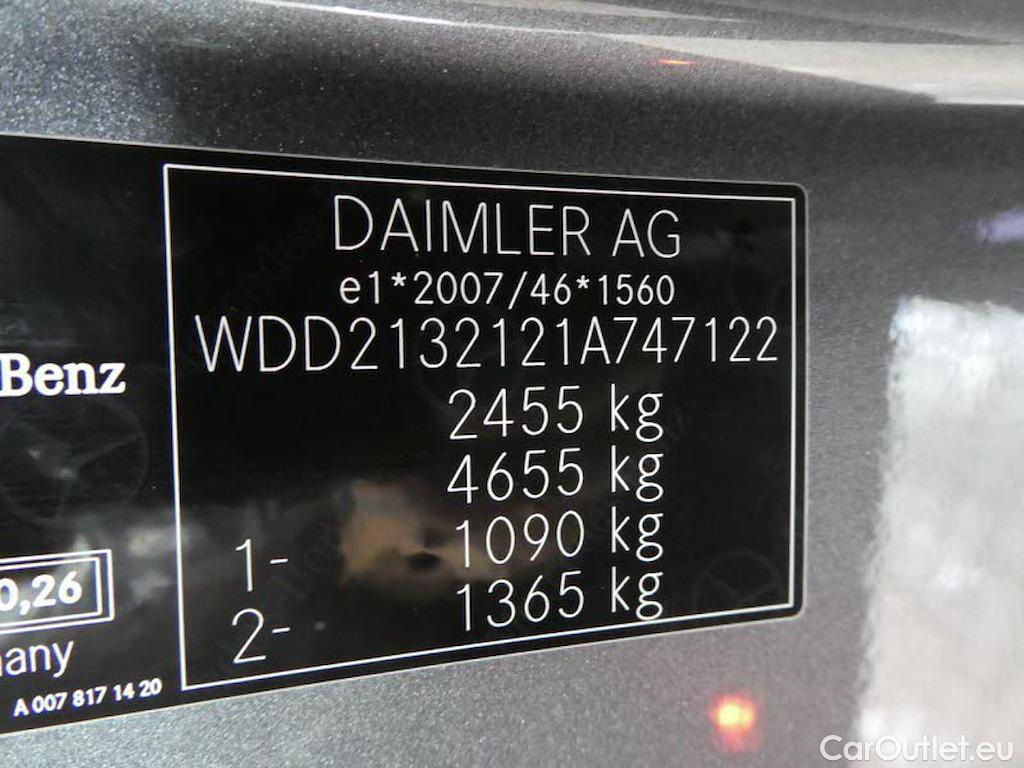 DAIMLER AG
e1*2007/46*1560
WDD2132121A747122
2455 kg
4655 kg
1- 1090 kg
2- 1365 kg
Benz
0,26
many
A 007 817 14 20
CarOutlet.eu